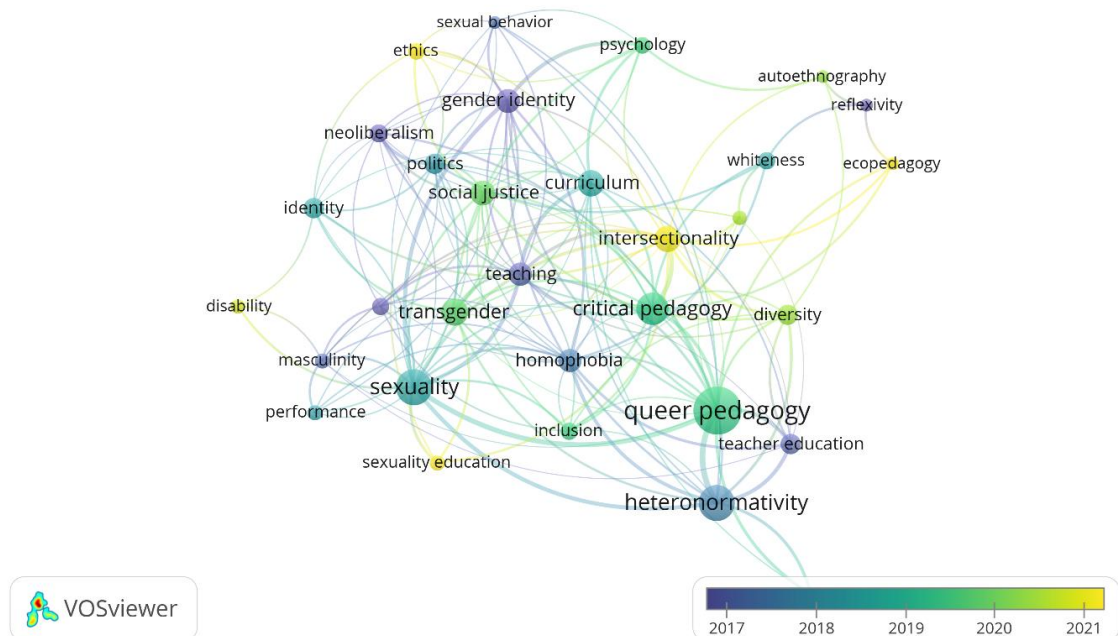 sexual behavior
psychology
ethics
autoethnography
gender identity
reflexivity
neoliberalism
politics
whiteness
ecopedagogy
curriculum
social justice
identity
intersectionality
teaching
disability
transgender
critical pedagogy
diversity
masculinity
homophobia
sexuality
performance
queer pedagogy
inclusion
teacher education
sexuality education
heteronormativity
VOSviewer
2017 2018 2019 2020 2021